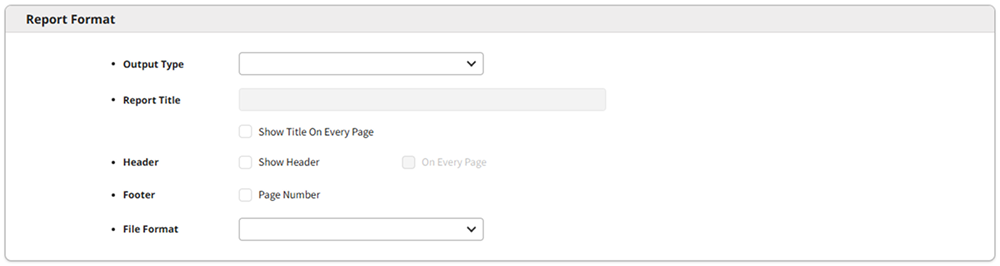 Report Format
• Output Type
• Report Title
Show Title On Every Page
• Header Show Header On Every Page
• Footer Page Number
• File Format